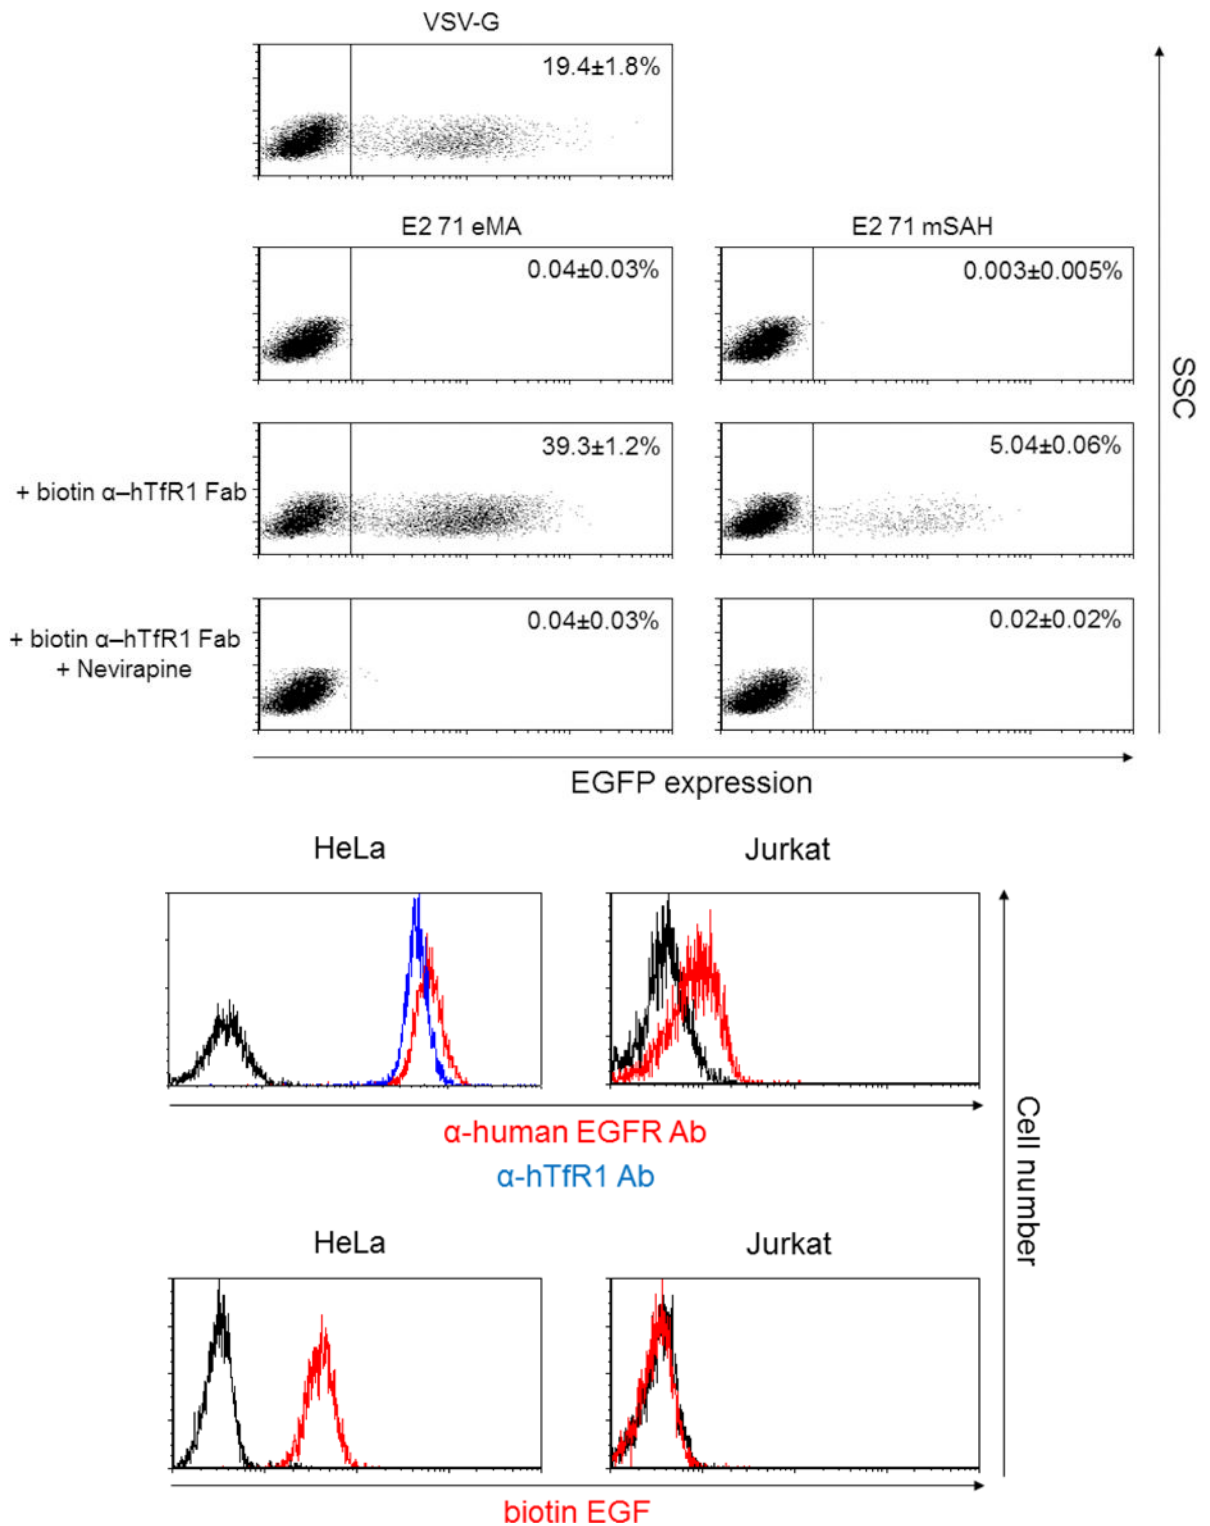 VSV-G
19.4±1.8%
E2 71 eMA
E2 71 mSAH
0.04±0.03%
0.003±0.005%
+ biotin α–hTfR1 Fab
39.3±1.2%
5.04±0.06%
+ biotin α–hTfR1 Fab
+ Nevirapine
0.04±0.03%
0.02±0.02%
SSC
EGFP expression
HeLa
Jurkat
α-human EGFR Ab
α-hTfR1 Ab
Cell number
HeLa
Jurkat
biotin EGF